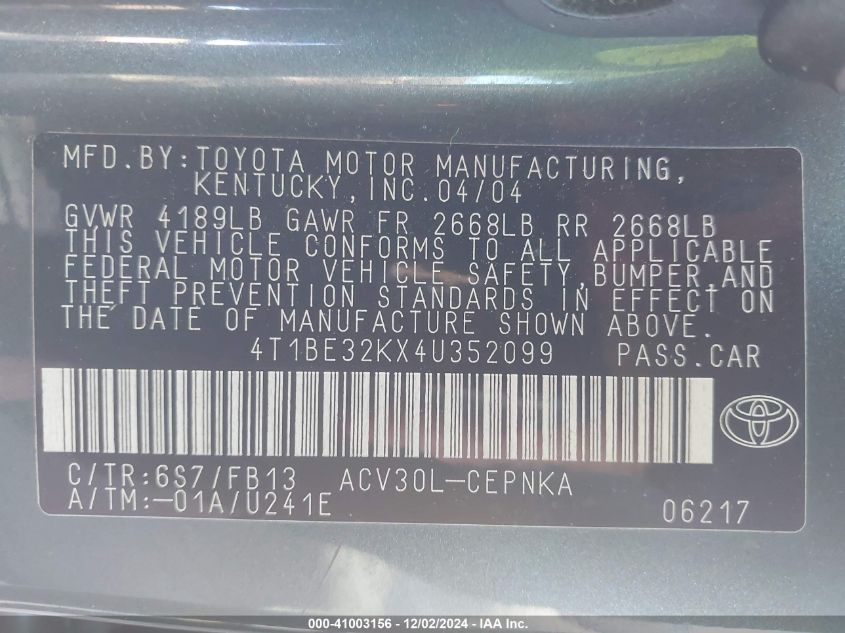 MFD.BY:TOYOTA MOTOR MANUFACTURING,
KENTUCKY,INC.04/04
GVWR 4189LB GAWR FR 2668LB RR 2668LB
THIS VEHICLE CONFORMS TO ALL APPLICABLE
FEDERAL MOTOR VEHICLE SAFETY,BUMPER,AND
THEFT PREVENTION STANDARDS IN EFFECT ON
THE DATE OF MANUFACTURE SHOWN ABOVE.
4T1BE32KX4U352099 PASS.CAR
C/TR:6S7/FB13 ACV30L-CEPNKA
A/TM:-01A/U241E 06217
000-41003156 - 12/02/2024 - IAA Inc.